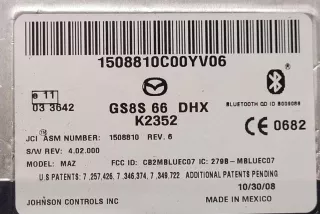 1508810C00YV06
e 11
03 3642
GS8S 66 DHX
K2352
BLUETOOTH QD ID B009086
CE 0682
JCI ASM NUMBER: 1508810 REV. 6
S/W REV: 4.02.000
MODEL: MAZ FCC ID: CB2MBLUEC07 IC: 279B-MBLUEC07
U.S PATENTS: 7,257,426, 7,346,374, 7,349,722 ADDITIONAL PATENTS PENDING
10/30/08
JOHNSON CONTROLS INC MADE IN MEXICO